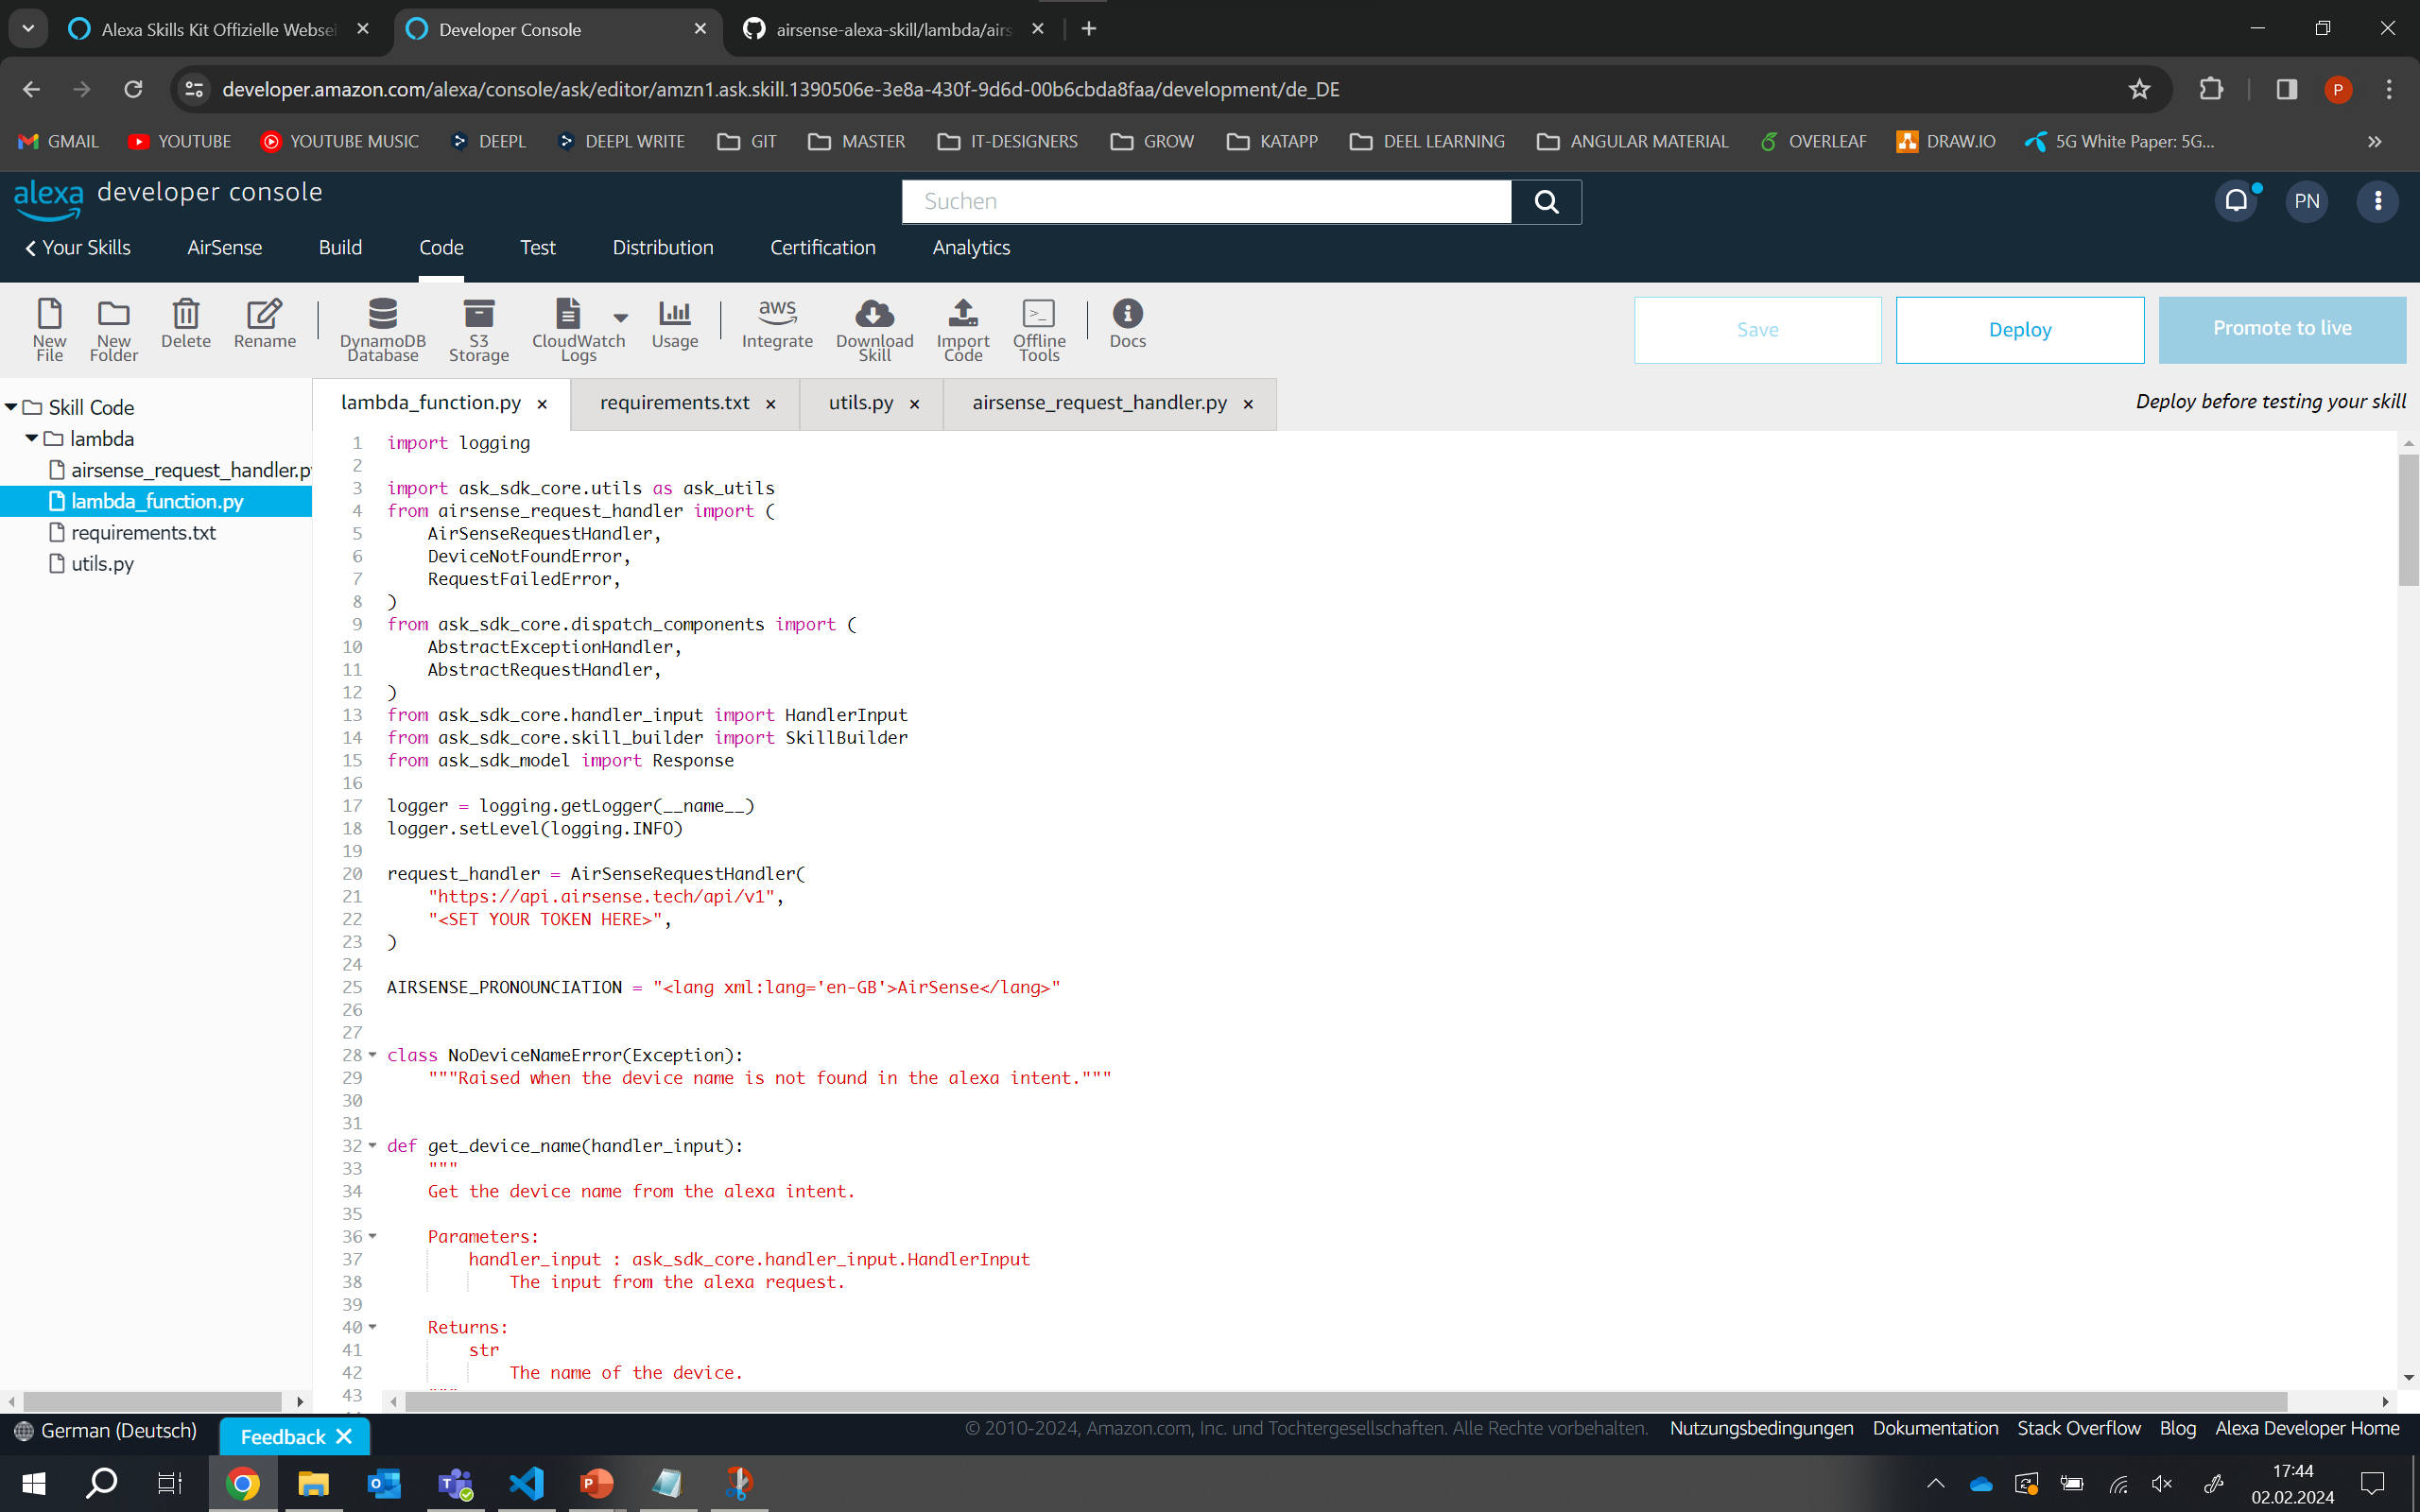 Alexa Skills Kit Offizielle Websei
Developer Console
airsense-alexa-skill/lambda/airs
developer.amazon.com/alexa/console/ask/editor/amzn1.ask.skill.1390506e-3e8a-430f-9d6d-00b6cbda8faa/development/de_DE
P
GMAIL YOUTUBE YOUTUBE MUSIC DEEPL DEEPL WRITE GIT MASTER IT-DESIGNERS GROW KATAPP DEEL LEARNING ANGULAR MATERIAL OVERLEAF DRAW.IO 5G White Paper: 5G...
alexa developer console
Suchen
PN
Your Skills AirSense Build Code Test Distribution Certification Analytics
New File
New Folder
Delete
Rename
DynamoDB Database
S3 Storage
CloudWatch Logs
Usage
aws
Integrate
Download Skill
Import Code
Offline Tools
Docs
Save
Deploy
Promote to live
Skill Code
lambda
airsense_request_handler.py
lambda_function.py
requirements.txt
utils.py
lambda_function.py × requirements.txt × utils.py × airsense_request_handler.py ×
Deploy before testing your skill
1 import logging
2
3 import ask_sdk_core.utils as ask_utils
4 from airsense_request_handler import (
5     AirSenseRequestHandler,
6     DeviceNotFoundError,
7     RequestFailedError,
8 )
9 from ask_sdk_core.dispatch_components import (
10     AbstractExceptionHandler,
11     AbstractRequestHandler,
12 )
13 from ask_sdk_core.handler_input import HandlerInput
14 from ask_sdk_core.skill_builder import SkillBuilder
15 from ask_sdk_model import Response
16
17 logger = logging.getLogger(__name__)
18 logger.setLevel(logging.INFO)
19
20 request_handler = AirSenseRequestHandler(
21     "https://api.airsense.tech/api/v1",
22     "<SET YOUR TOKEN HERE>",
23 )
24
25 AIRSENSE_PRONOUNCIATION = "<lang xml:lang='en-GB'>AirSense</lang>"
26
27
28 class NoDeviceNameError(Exception):
29     """Raised when the device name is not found in the alexa intent."""
30
31
32 def get_device_name(handler_input):
33     """
34     Get the device name from the alexa intent.
35
36     Parameters:
37         handler_input : ask_sdk_core.handler_input.HandlerInput
38             The input from the alexa request.
39
40     Returns:
41         str
42             The name of the device.
43     """
German (Deutsch)
Feedback
© 2010-2024, Amazon.com, Inc. und Tochtergesellschaften. Alle Rechte vorbehalten. Nutzungsbedingungen Dokumentation Stack Overflow Blog Alexa Developer Home
17:44
02.02.2024